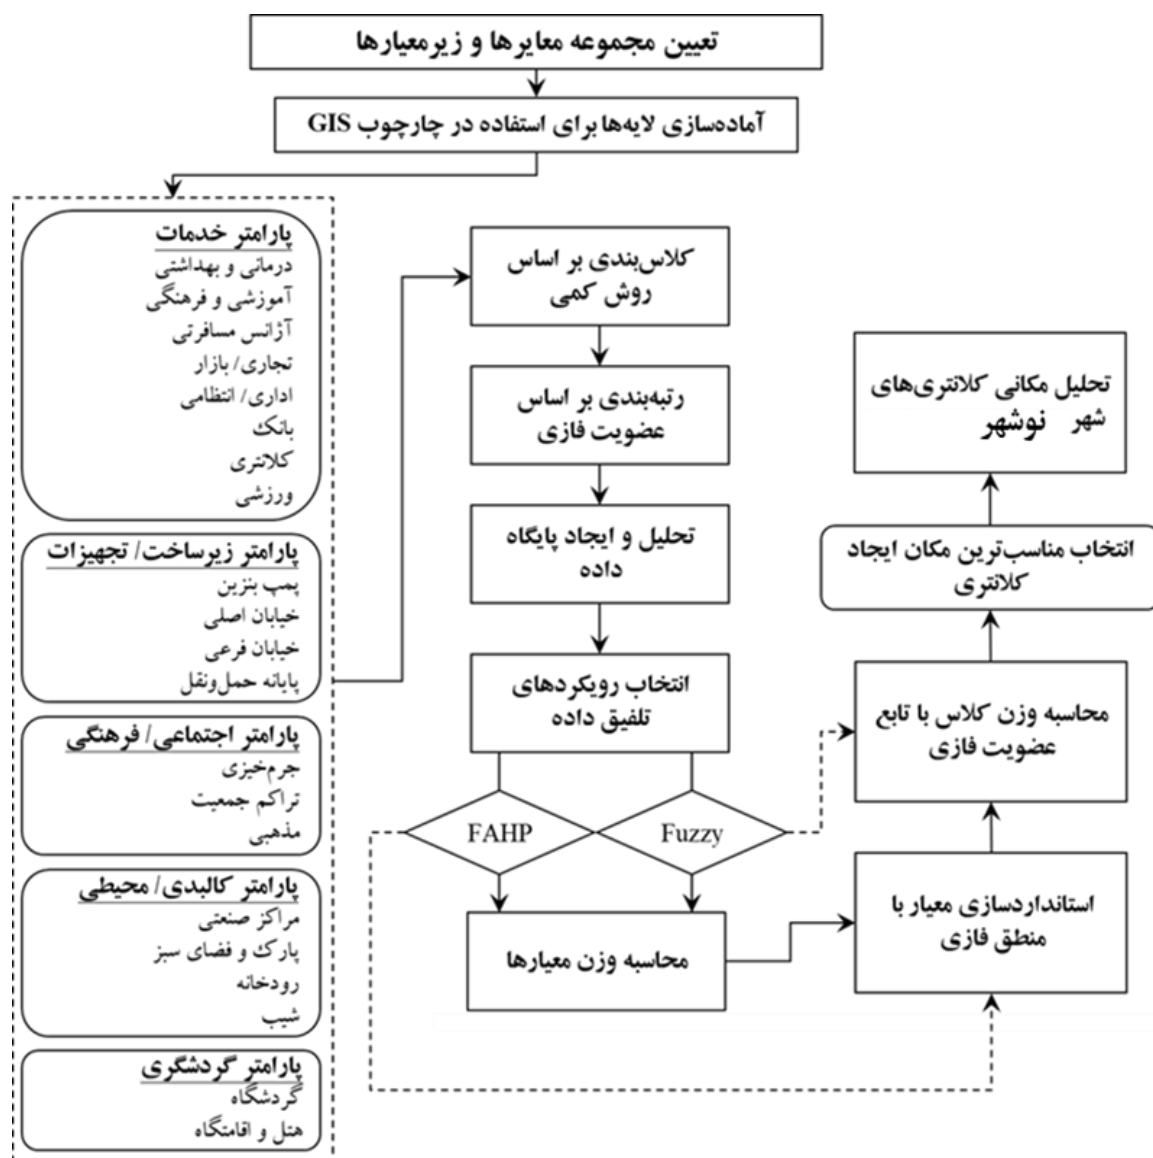 تعیین مجموعه معایرها و زیرمعیارها
آماده‌سازی لایه‌ها برای استفاده در چارچوب GIS
پارامتر خدمات
درمانی و بهداشتی
آموزشی و فرهنگی
آژانس مسافرتی
تجاری/ بازار
اداری/ انتظامی
بانک
کلانتری
ورزشی
پارامتر زیرساخت/ تجهیزات
پمپ بنزین
خیابان اصلی
خیابان فرعی
پایانه حمل‌ونقل
پارامتر اجتماعی/ فرهنگی
جرم‌خیزی
تراکم جمعیت
مذهبی
پارامتر کالبدی/ محیطی
مراکز صنعتی
پارک و فضای سبز
رودخانه
شیب
پارامتر گردشگری
گردشگاه
هتل و اقامتگاه
کلاس‌بندی بر اساس
روش کمی
رتبه‌بندی بر اساس
عضویت فازی
تحلیل و ایجاد پایگاه
داده
انتخاب رویکردهای
تلفیق داده
FAHP
Fuzzy
محاسبه وزن معیارها
استانداردسازی معیار با
منطق فازی
محاسبه وزن کلاس با تابع
عضویت فازی
انتخاب مناسب‌ترین مکان ایجاد
کلانتری
تحلیل مکانی کلانتری‌های
شهر نوشهر